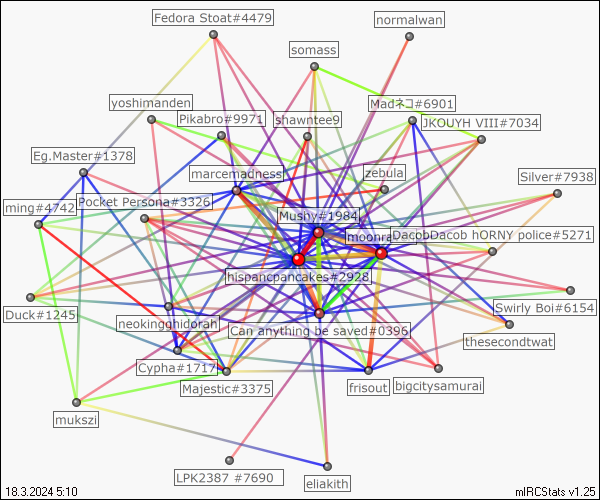 Fedora Stoat#4479
normalwan
somass
yoshimanden
Madネコ#6901
Pikabro#9971
shawntee9
JKOUYH VIII#7034
Eg.Master#1378
marcemadness
zebula
Silver#7938
ming#4742
Pocket Persona#3326
Mushy#1984
moonra
DacobDacob hORNY police#5271
hispancpancakes#2928
Duck#1245
neokingghidorah
Can anything be saved#0396
Swirly Boi#6154
thesecondtwat
Cypha#1717
Majestic#3375
frisout
bigcitysamurai
mukszi
LPK2387 #7690
eliakith
18.3.2024 5:10
mIRCStats v1.25